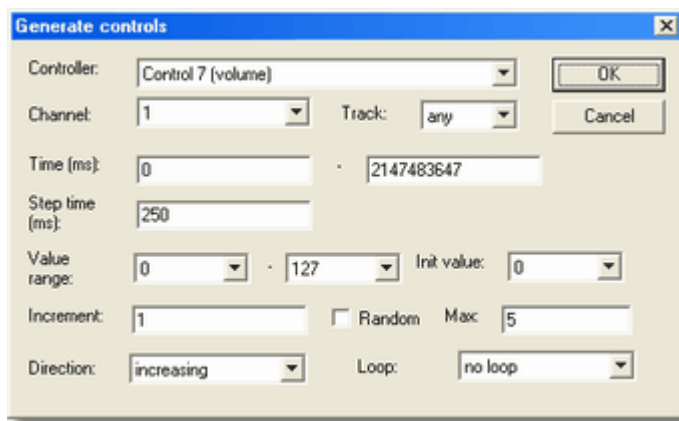 Generate controls
Controller: Control 7 (volume) OK
Channel: 1 Track: any Cancel
Time (ms): 0 - 2147483647
Step time
(ms): 250
Value
range: 0 - 127 Init value: 0
Increment: 1 Random Max: 5
Direction: increasing Loop: no loop